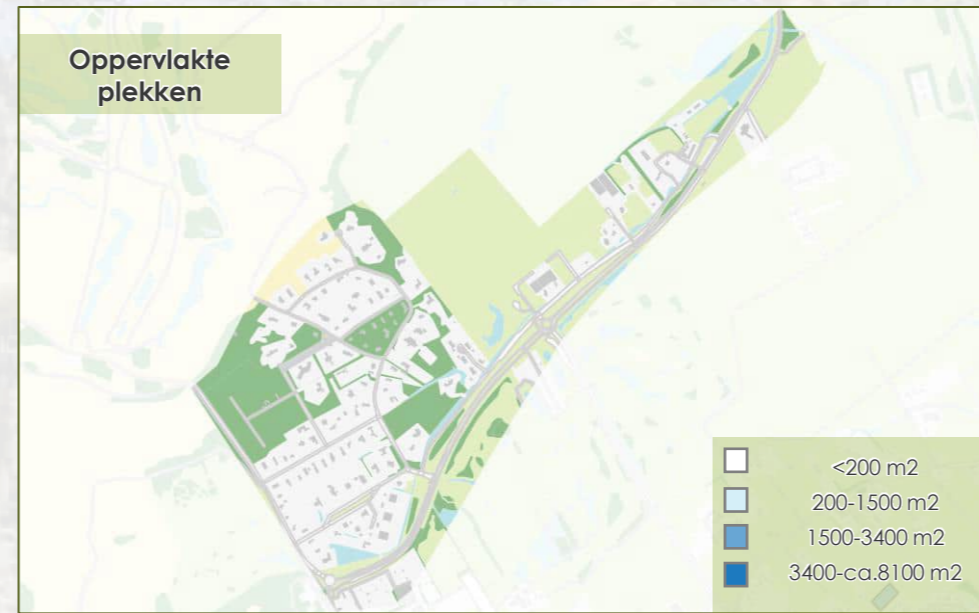 Oppervlakte
plekken
<200 m2
200-1500 m2
1500-3400 m2
3400-ca.8100 m2